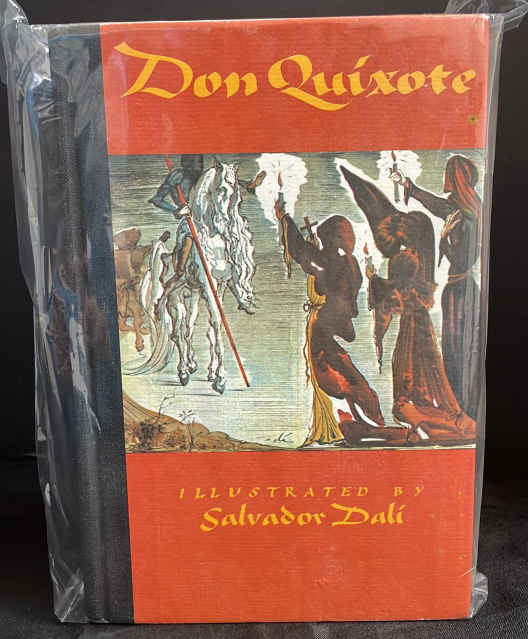 Don Quixote
ILLUSTRATED BY
Salvador Dalí